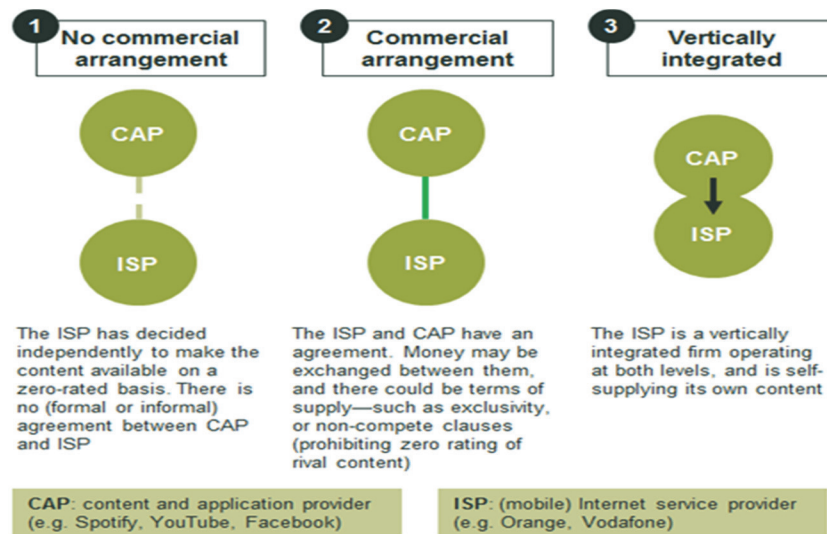 1
No commercial
arrangement
2
Commercial
arrangement
3
Vertically
integrated
CAP
ISP
CAP
ISP
CAP
ISP
The ISP has decided
independently to make the
content available on a
zero-rated basis. There is
no (formal or informal)
agreement between CAP
and ISP
The ISP and CAP have an
agreement. Money may be
exchanged between them,
and there could be terms of
supply—such as exclusivity,
or non-compete clauses
(prohibiting zero rating of
rival content)
The ISP is a vertically
integrated firm operating
at both levels, and is self-
supplying its own content
CAP: content and application provider
(e.g. Spotify, YouTube, Facebook)
ISP: (mobile) Internet service provider
(e.g. Orange, Vodafone)